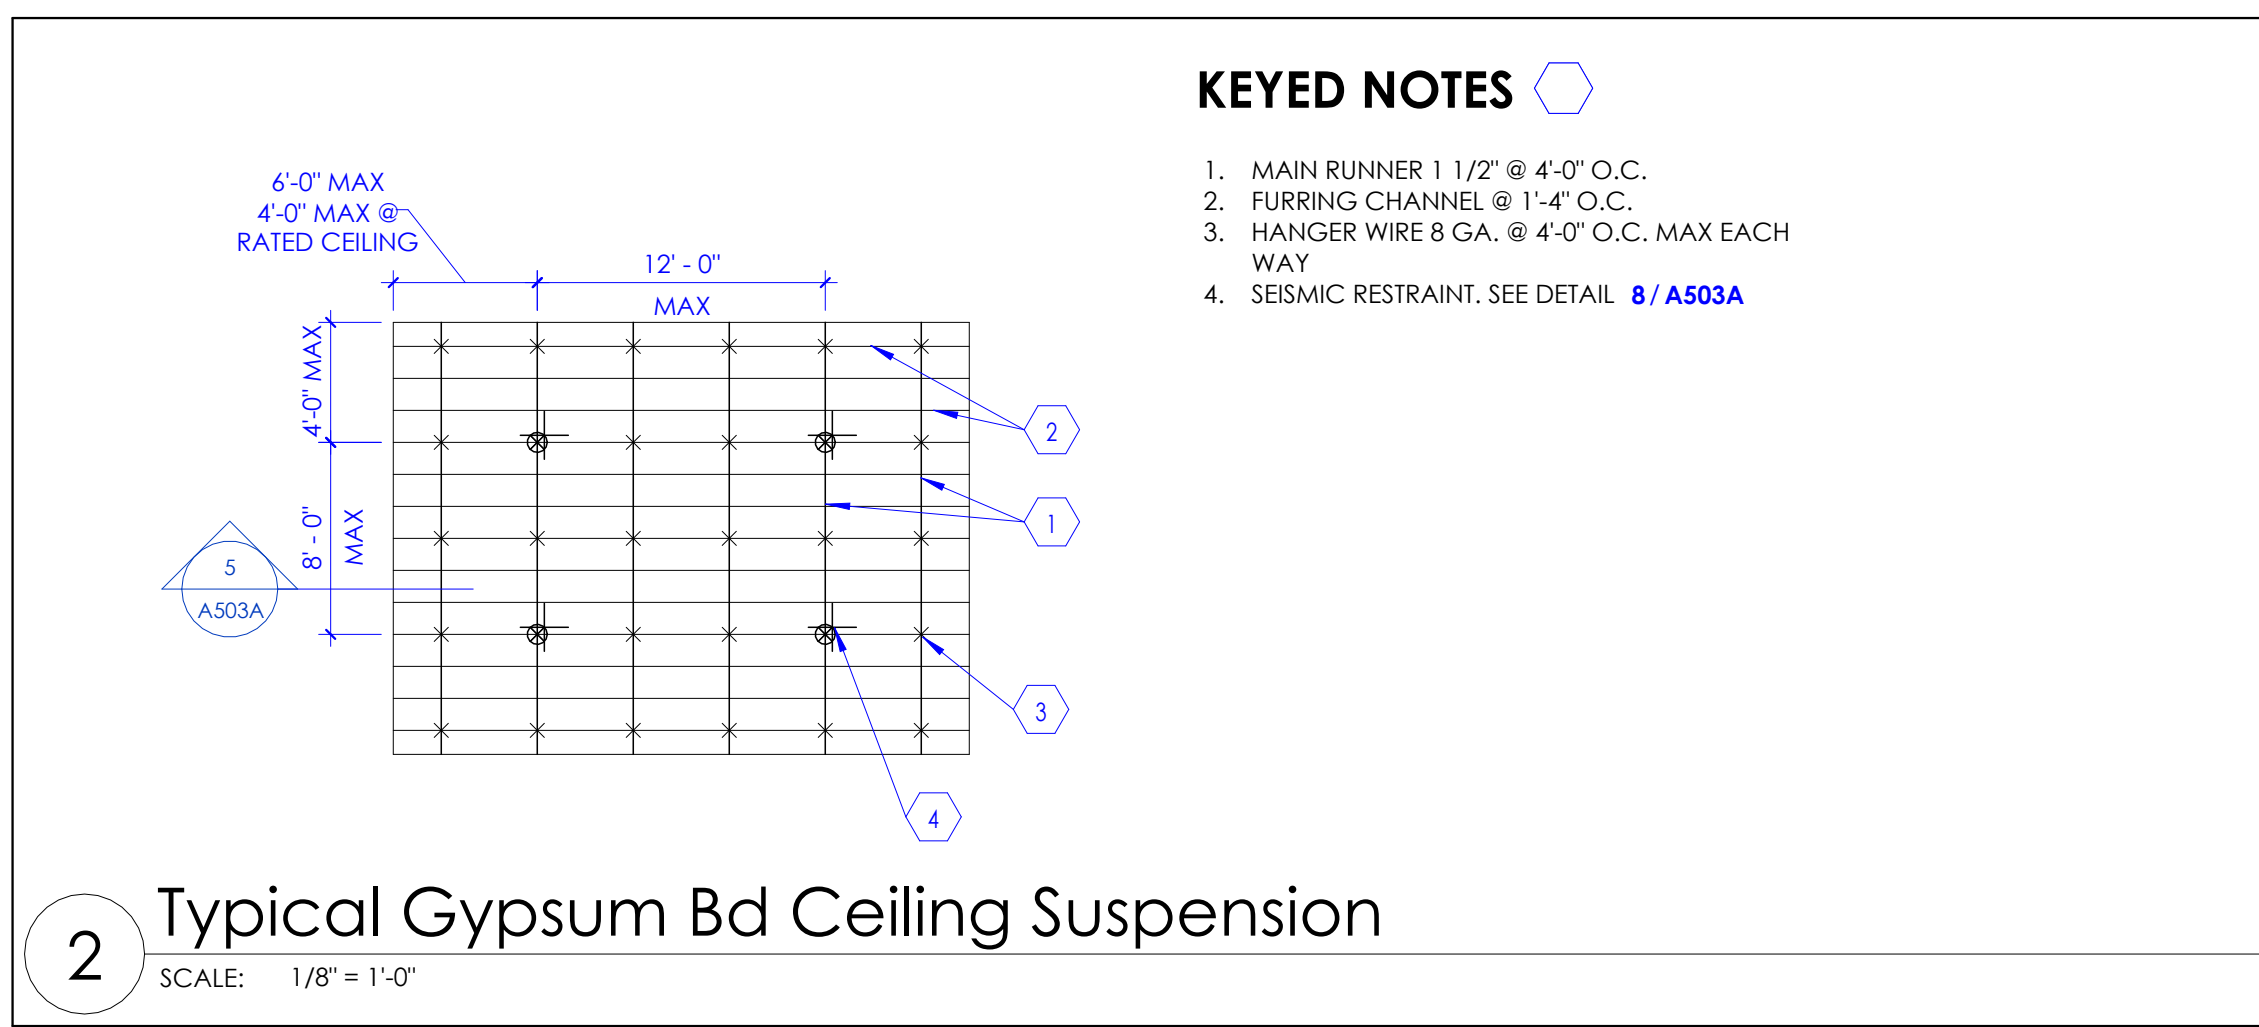 KEYED NOTES
1. MAIN RUNNER 1 1/2" @ 4'-0" O.C.
2. FURRING CHANNEL @ 1'-4" O.C.
3. HANGER WIRE 8 GA. @ 4'-0" O.C. MAX EACH
WAY
4. SEISMIC RESTRAINT. SEE DETAIL 8 / A503A
6'-0" MAX
4'-0" MAX @
RATED CEILING
12' - 0"
MAX
4'-0" MAX
8' - 0"
MAX
5
A503A
2
1
3
4
2
Typical Gypsum Bd Ceiling Suspension
SCALE: 1/8" = 1'-0"